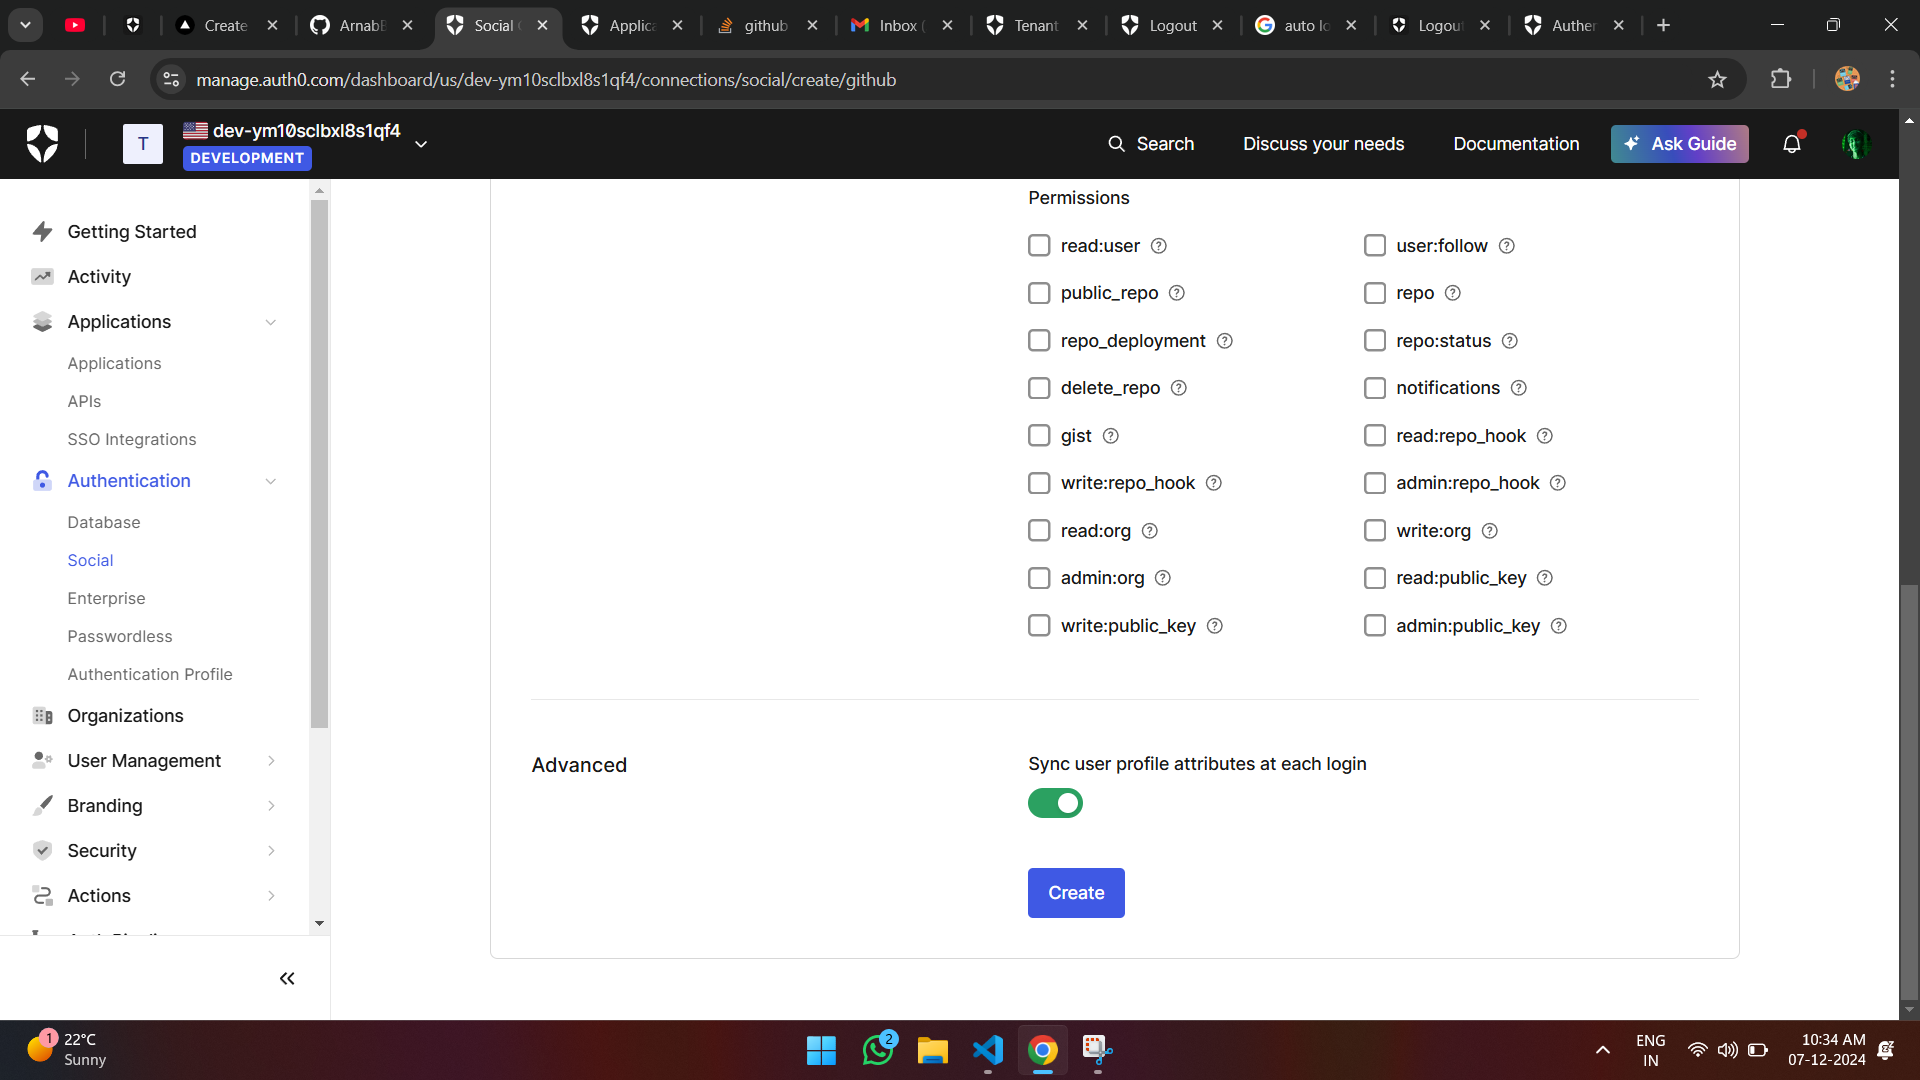 Create
ArnabB
Social C
Applica
github
Inbox (
Tenant
Logout
auto lo
Logout
Auther
manage.auth0.com/dashboard/us/dev-ym10sclbxl8s1qf4/connections/social/create/github
T
dev-ym10sclbxl8s1qf4
DEVELOPMENT
Search
Discuss your needs
Documentation
Ask Guide
Getting Started
Activity
Applications
Applications
APIs
SSO Integrations
Authentication
Database
Social
Enterprise
Passwordless
Authentication Profile
Organizations
User Management
Branding
Security
Actions
Permissions
read:user
user:follow
public_repo
repo
repo_deployment
repo:status
delete_repo
notifications
gist
read:repo_hook
write:repo_hook
admin:repo_hook
read:org
write:org
admin:org
read:public_key
write:public_key
admin:public_key
Advanced
Sync user profile attributes at each login
Create
1
22°C
Sunny
2
ENG
IN
10:34 AM
07-12-2024